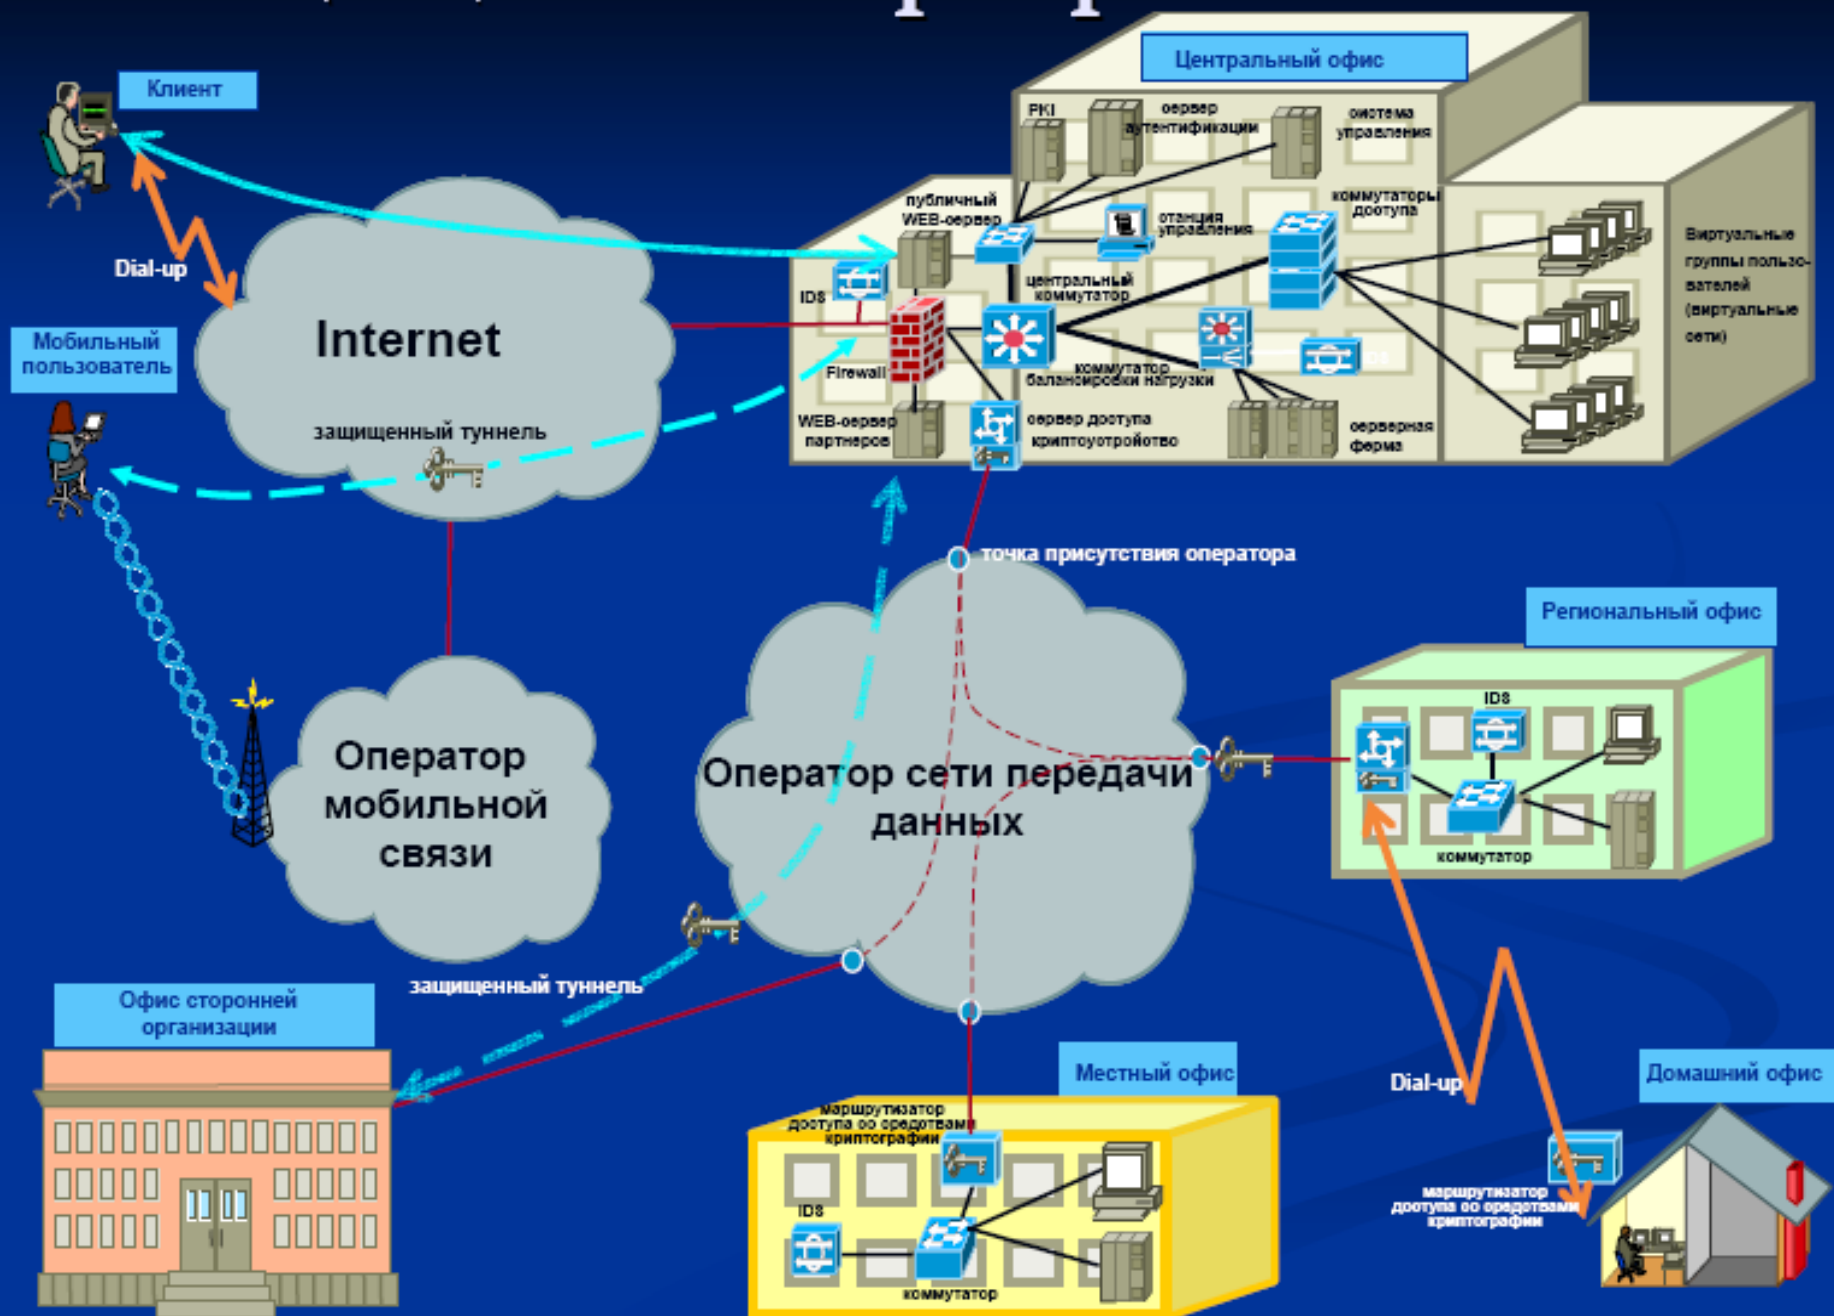 Центральный офис
Клиент
PKI
сервер
аутентификации
система
управления
публичный
WEB-сервер
станция
управления
коммутаторы
доступа
Виртуальные
группы пользо-
вателей
(виртуальные
сети)
Dial-up
IDS
центральный
коммутатор
Internet
Мобильный
пользователь
Firewall
коммутатор
балансировки нагрузки
IDS
защищенный туннель
WEB-сервер
партнеров
сервер доступа
криптоустройство
серверная
ферма
точка присутствия оператора
Региональный офис
IDS
Оператор
мобильной
связи
Оператор сети передачи
данных
коммутатор
защищенный туннель
Офис сторонней
организации
Местный офис
Dial-up
Домашний офис
маршрутизатор
доступа со средствами
криптографии
IDS
коммутатор
маршрутизатор
доступа со средствами
криптографии